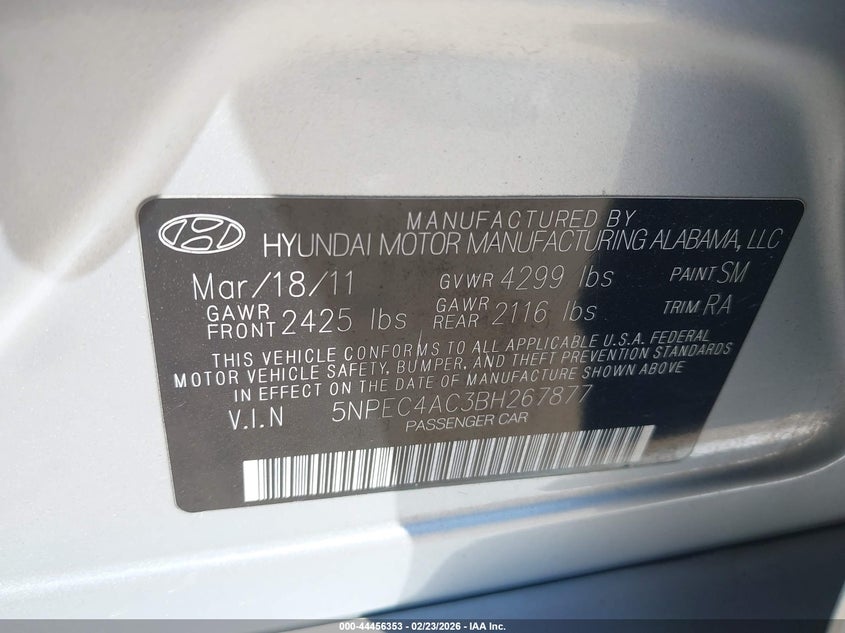 MANUFACTURED BY
HYUNDAI MOTOR MANUFACTURING ALABAMA, LLC
Mar/18/11 GVWR 4299 lbs PAINT SM
GAWR FRONT 2425 lbs GAWR REAR 2116 lbs TRIM RA
THIS VEHICLE CONFORMS TO ALL APPLICABLE U.S.A. FEDERAL
MOTOR VEHICLE SAFETY, BUMPER, AND THEFT PREVENTION STANDARDS
IN EFFECT ON THE DATE OF MANUFACTURE SHOWN ABOVE
V.I.N 5NPEC4AC3BH267877
PASSENGER CAR
000-44456353 - 02/23/2026 - IAA Inc.